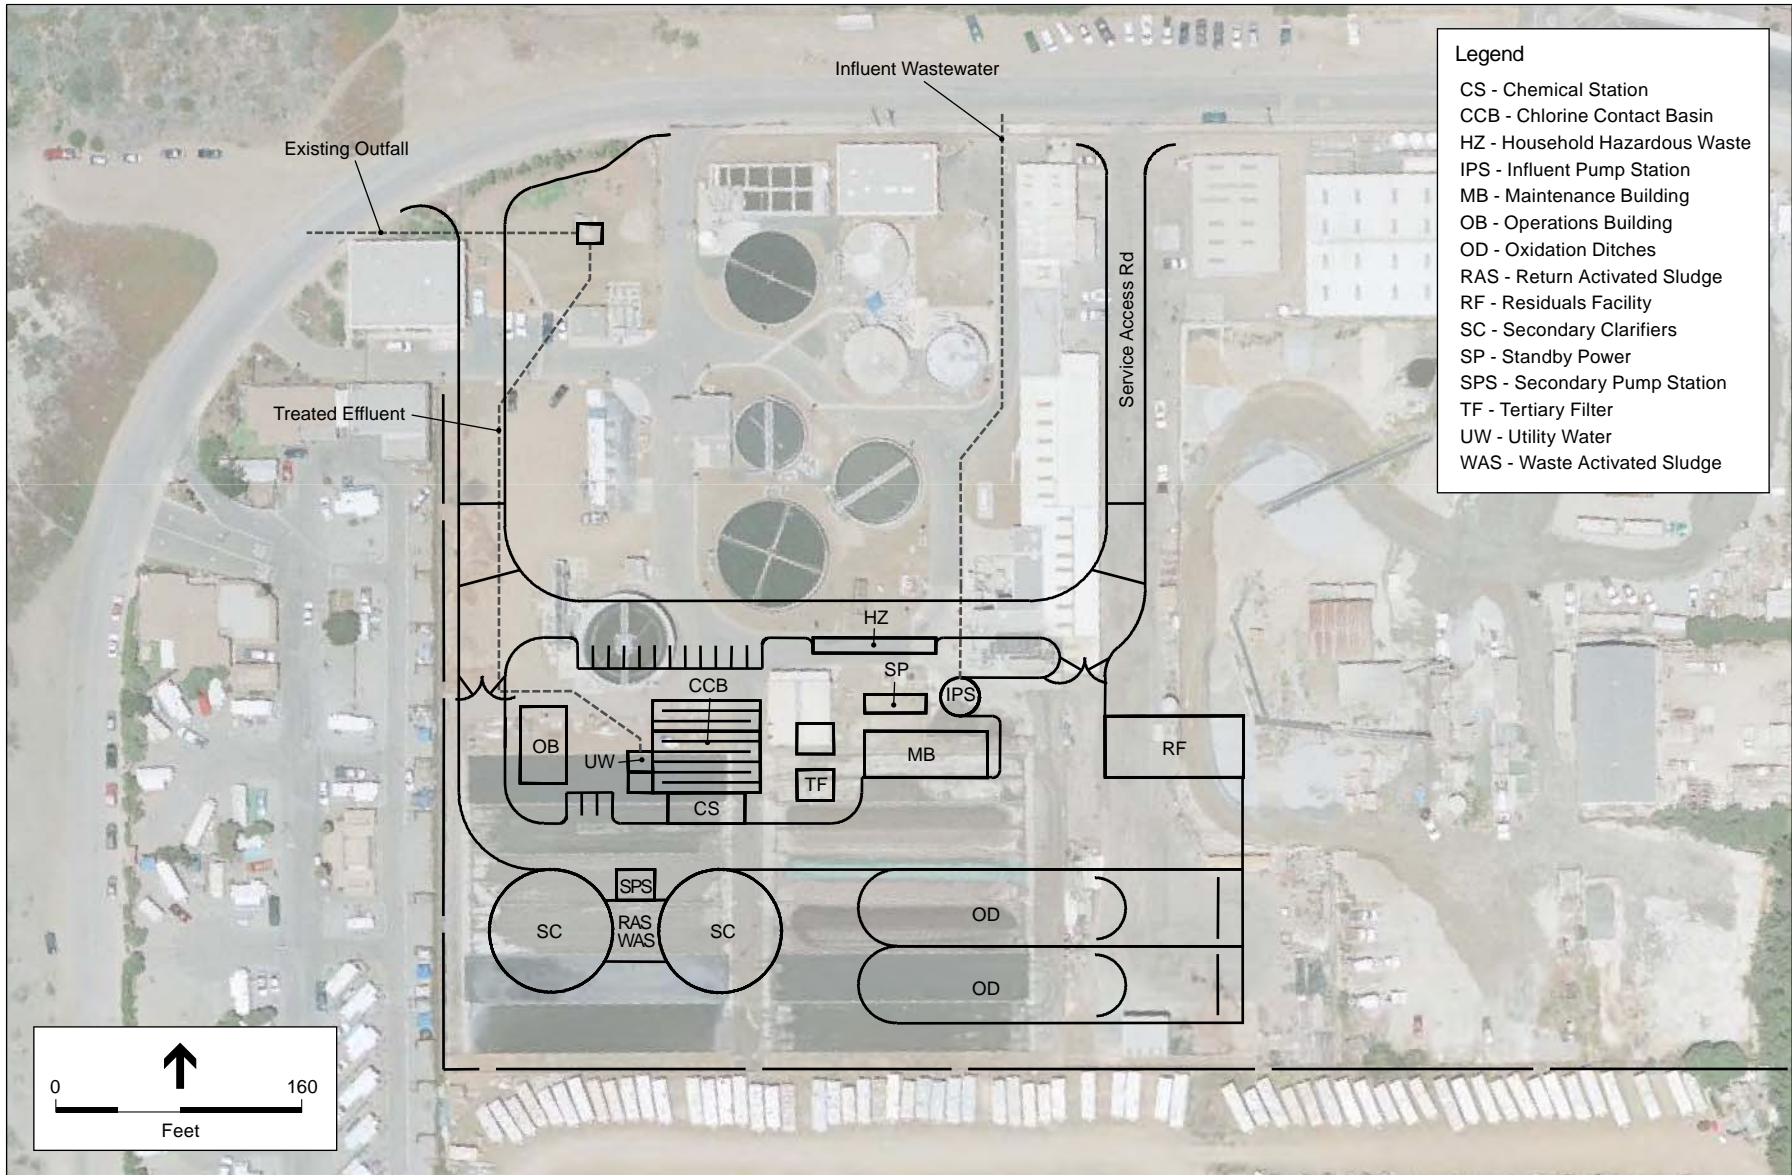 Influent Wastewater
Existing Outfall
Service Access Rd
Treated Effluent
Legend
CS - Chemical Station
CCB - Chlorine Contact Basin
HZ - Household Hazardous Waste
IPS - Influent Pump Station
MB - Maintenance Building
OB - Operations Building
OD - Oxidation Ditches
RAS - Return Activated Sludge
RF - Residuals Facility
SC - Secondary Clarifiers
SP - Standby Power
SPS - Secondary Pump Station
TF - Tertiary Filter
UW - Utility Water
WAS - Waste Activated Sludge
HZ
SP
CCB
IPS
OB
UW
MB
RF
TF
CS
SPS
SC
RAS
WAS
SC
OD
OD
0 160
Feet